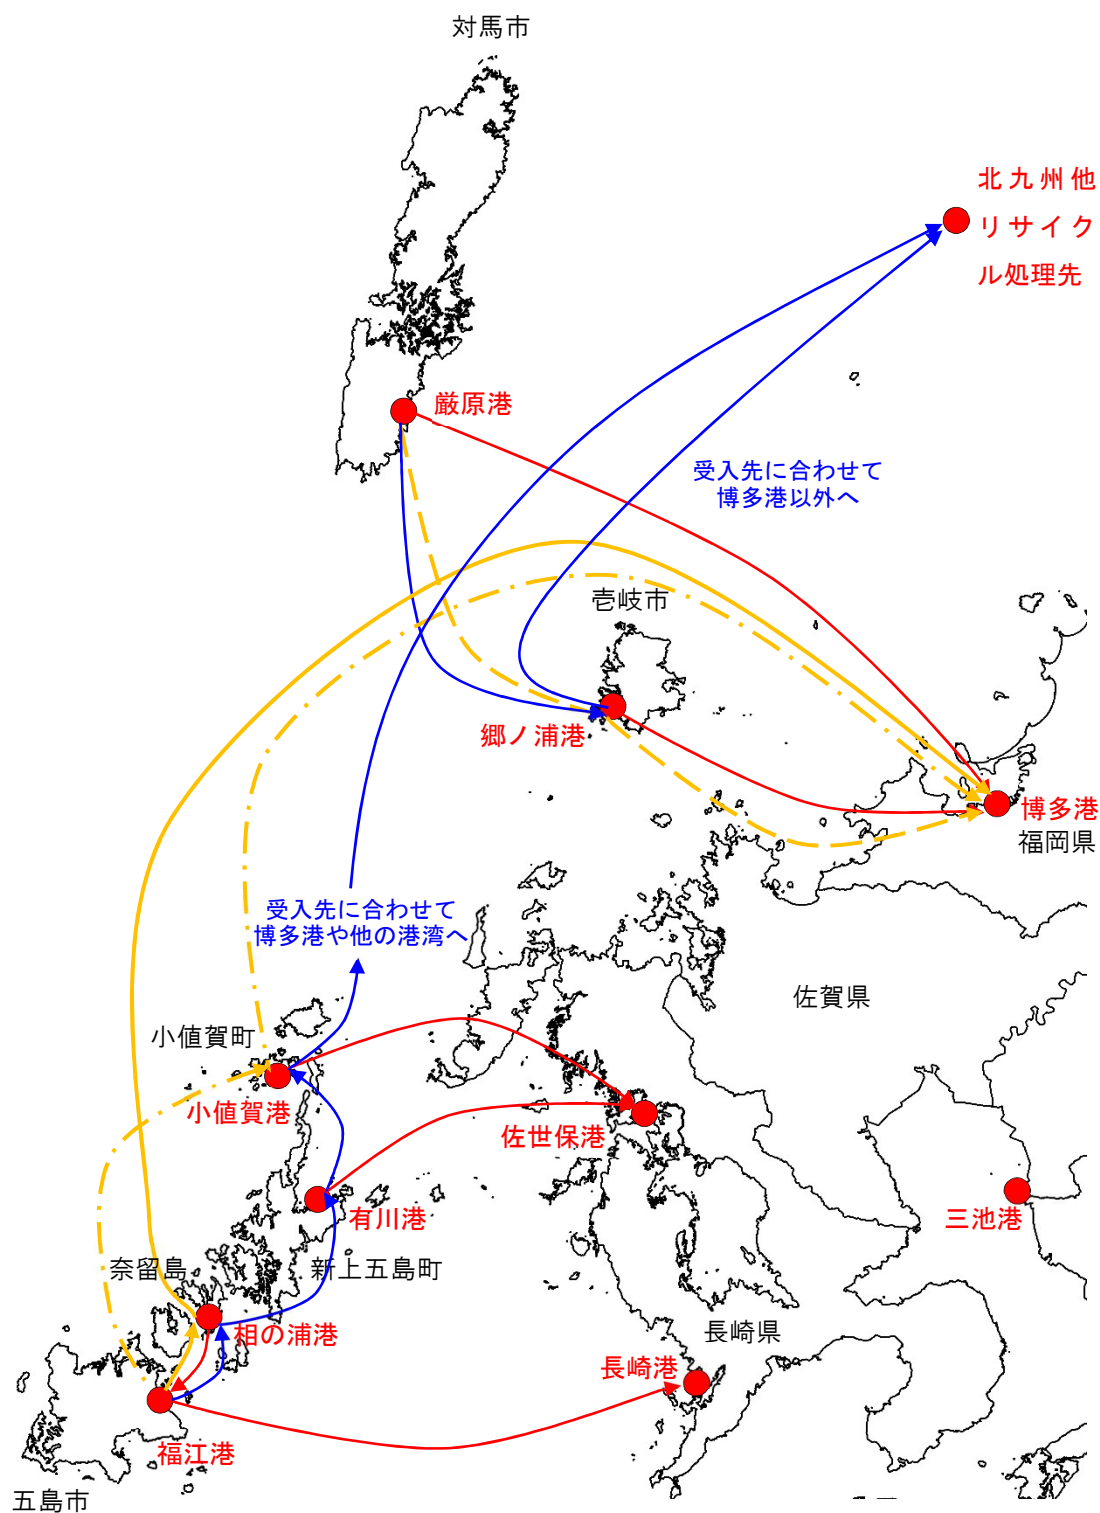 対馬市
北九州他
リサイク
ル処理先
厳原港
受入先に合わせて
博多港以外へ
壱岐市
郷ノ浦港
博多港
福岡県
受入先に合わせて
博多港や他の港湾へ
佐賀県
小値賀町
小値賀港
佐世保港
有川港
三池港
奈留島
新上五島町
相の浦港
長崎県
長崎港
福江港
五島市